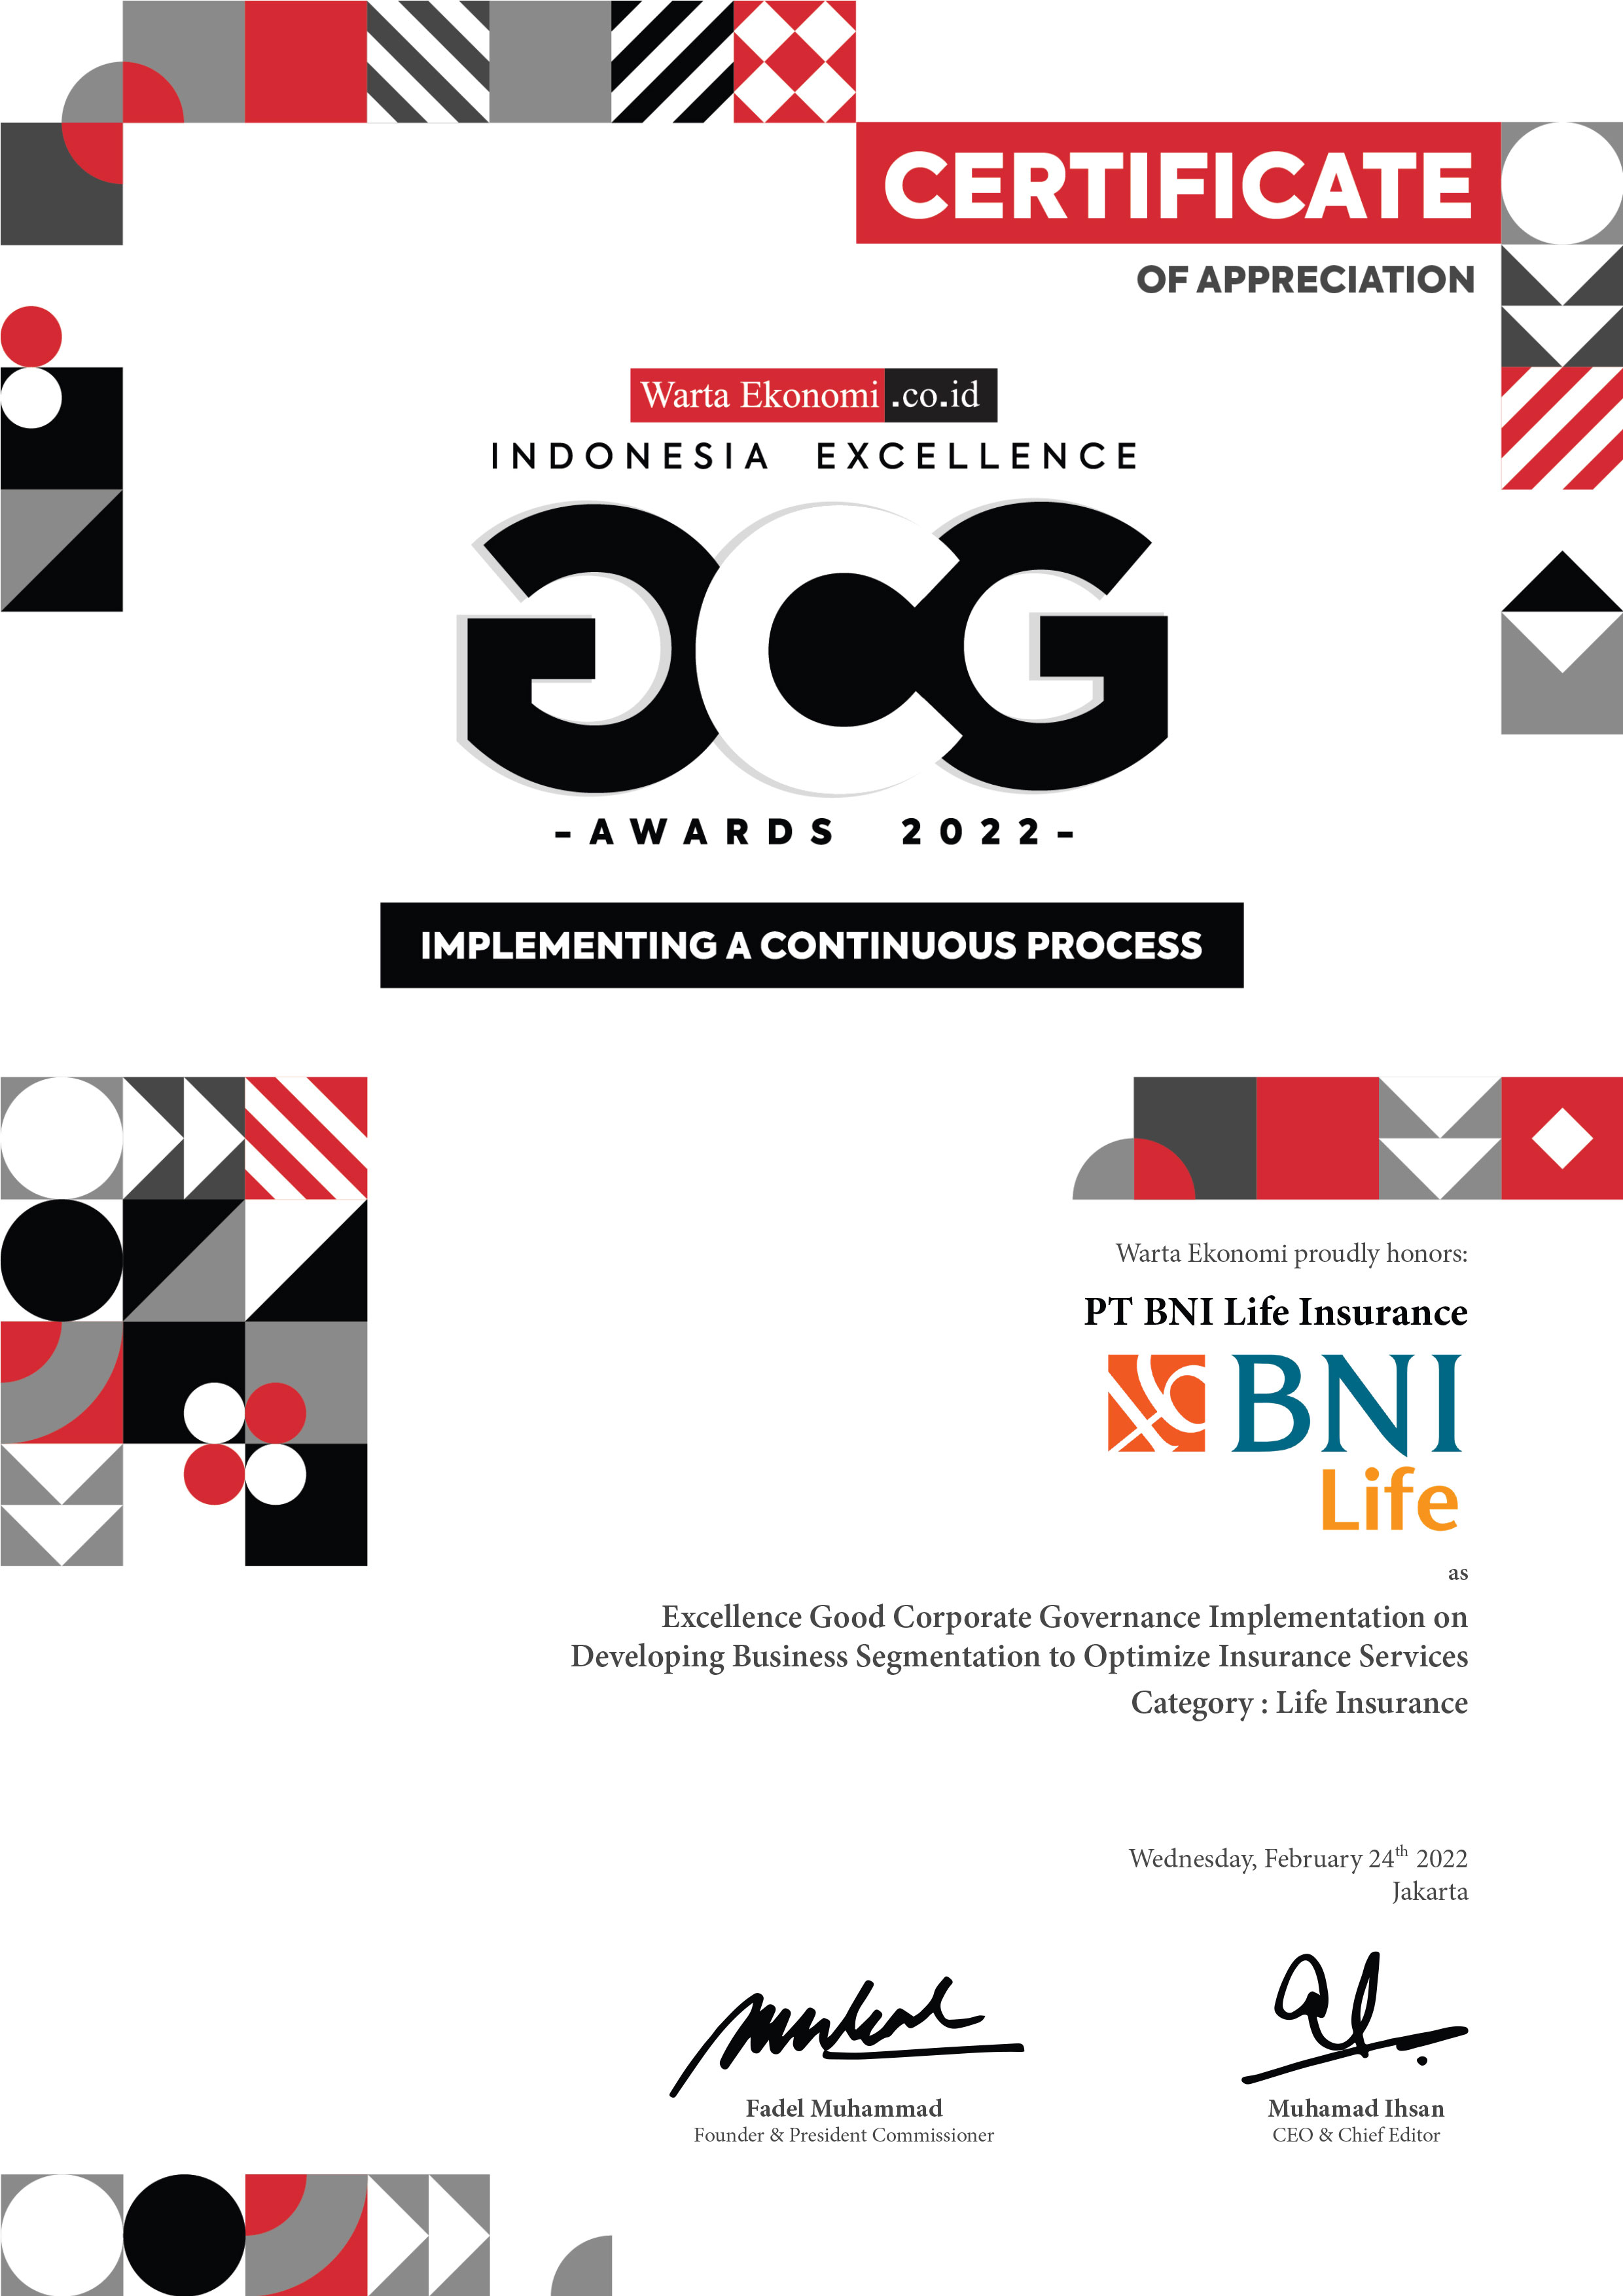 CERTIFICATE
OF APPRECIATION
Warta Ekonomi .co.id
INDONESIA EXCELLENCE
GCG
- AWARDS 2022 -
IMPLEMENTING A CONTINUOUS PROCESS
Warta Ekonomi proudly honors:
PT BNI Life Insurance
BNI
Life
as
Excellence Good Corporate Governance Implementation on
Developing Business Segmentation to Optimize Insurance Services
Category : Life Insurance
Wednesday, February 24th 2022
Jakarta
Fadel Muhammad
Founder & President Commissioner
Muhamad Ihsan
CEO & Chief Editor